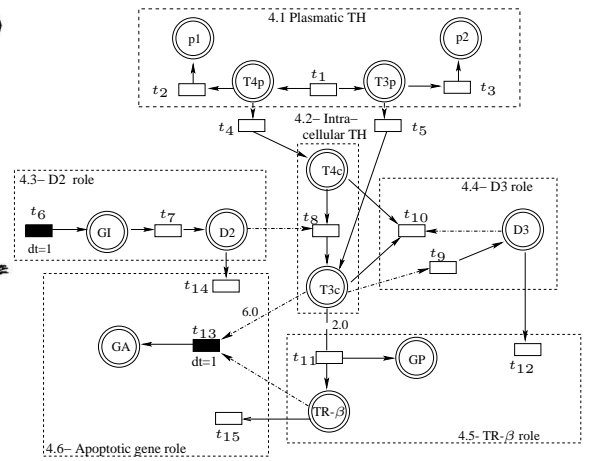 4.1 Plasmatic TH
p1
p2
t2
T4p
t1
T3p
t3
t4
4.2– Intra–
cellular TH
t5
4.3– D2 role
T4c
4.4– D3 role
t6
GI
t7
D2
t8
t10
D3
dt=1
t9
t14
T3c
6.0
2.0
t13
GA
dt=1
t11
GP
t12
TR-β
t15
4.5- TR-β role
4.6– Apoptotic gene role